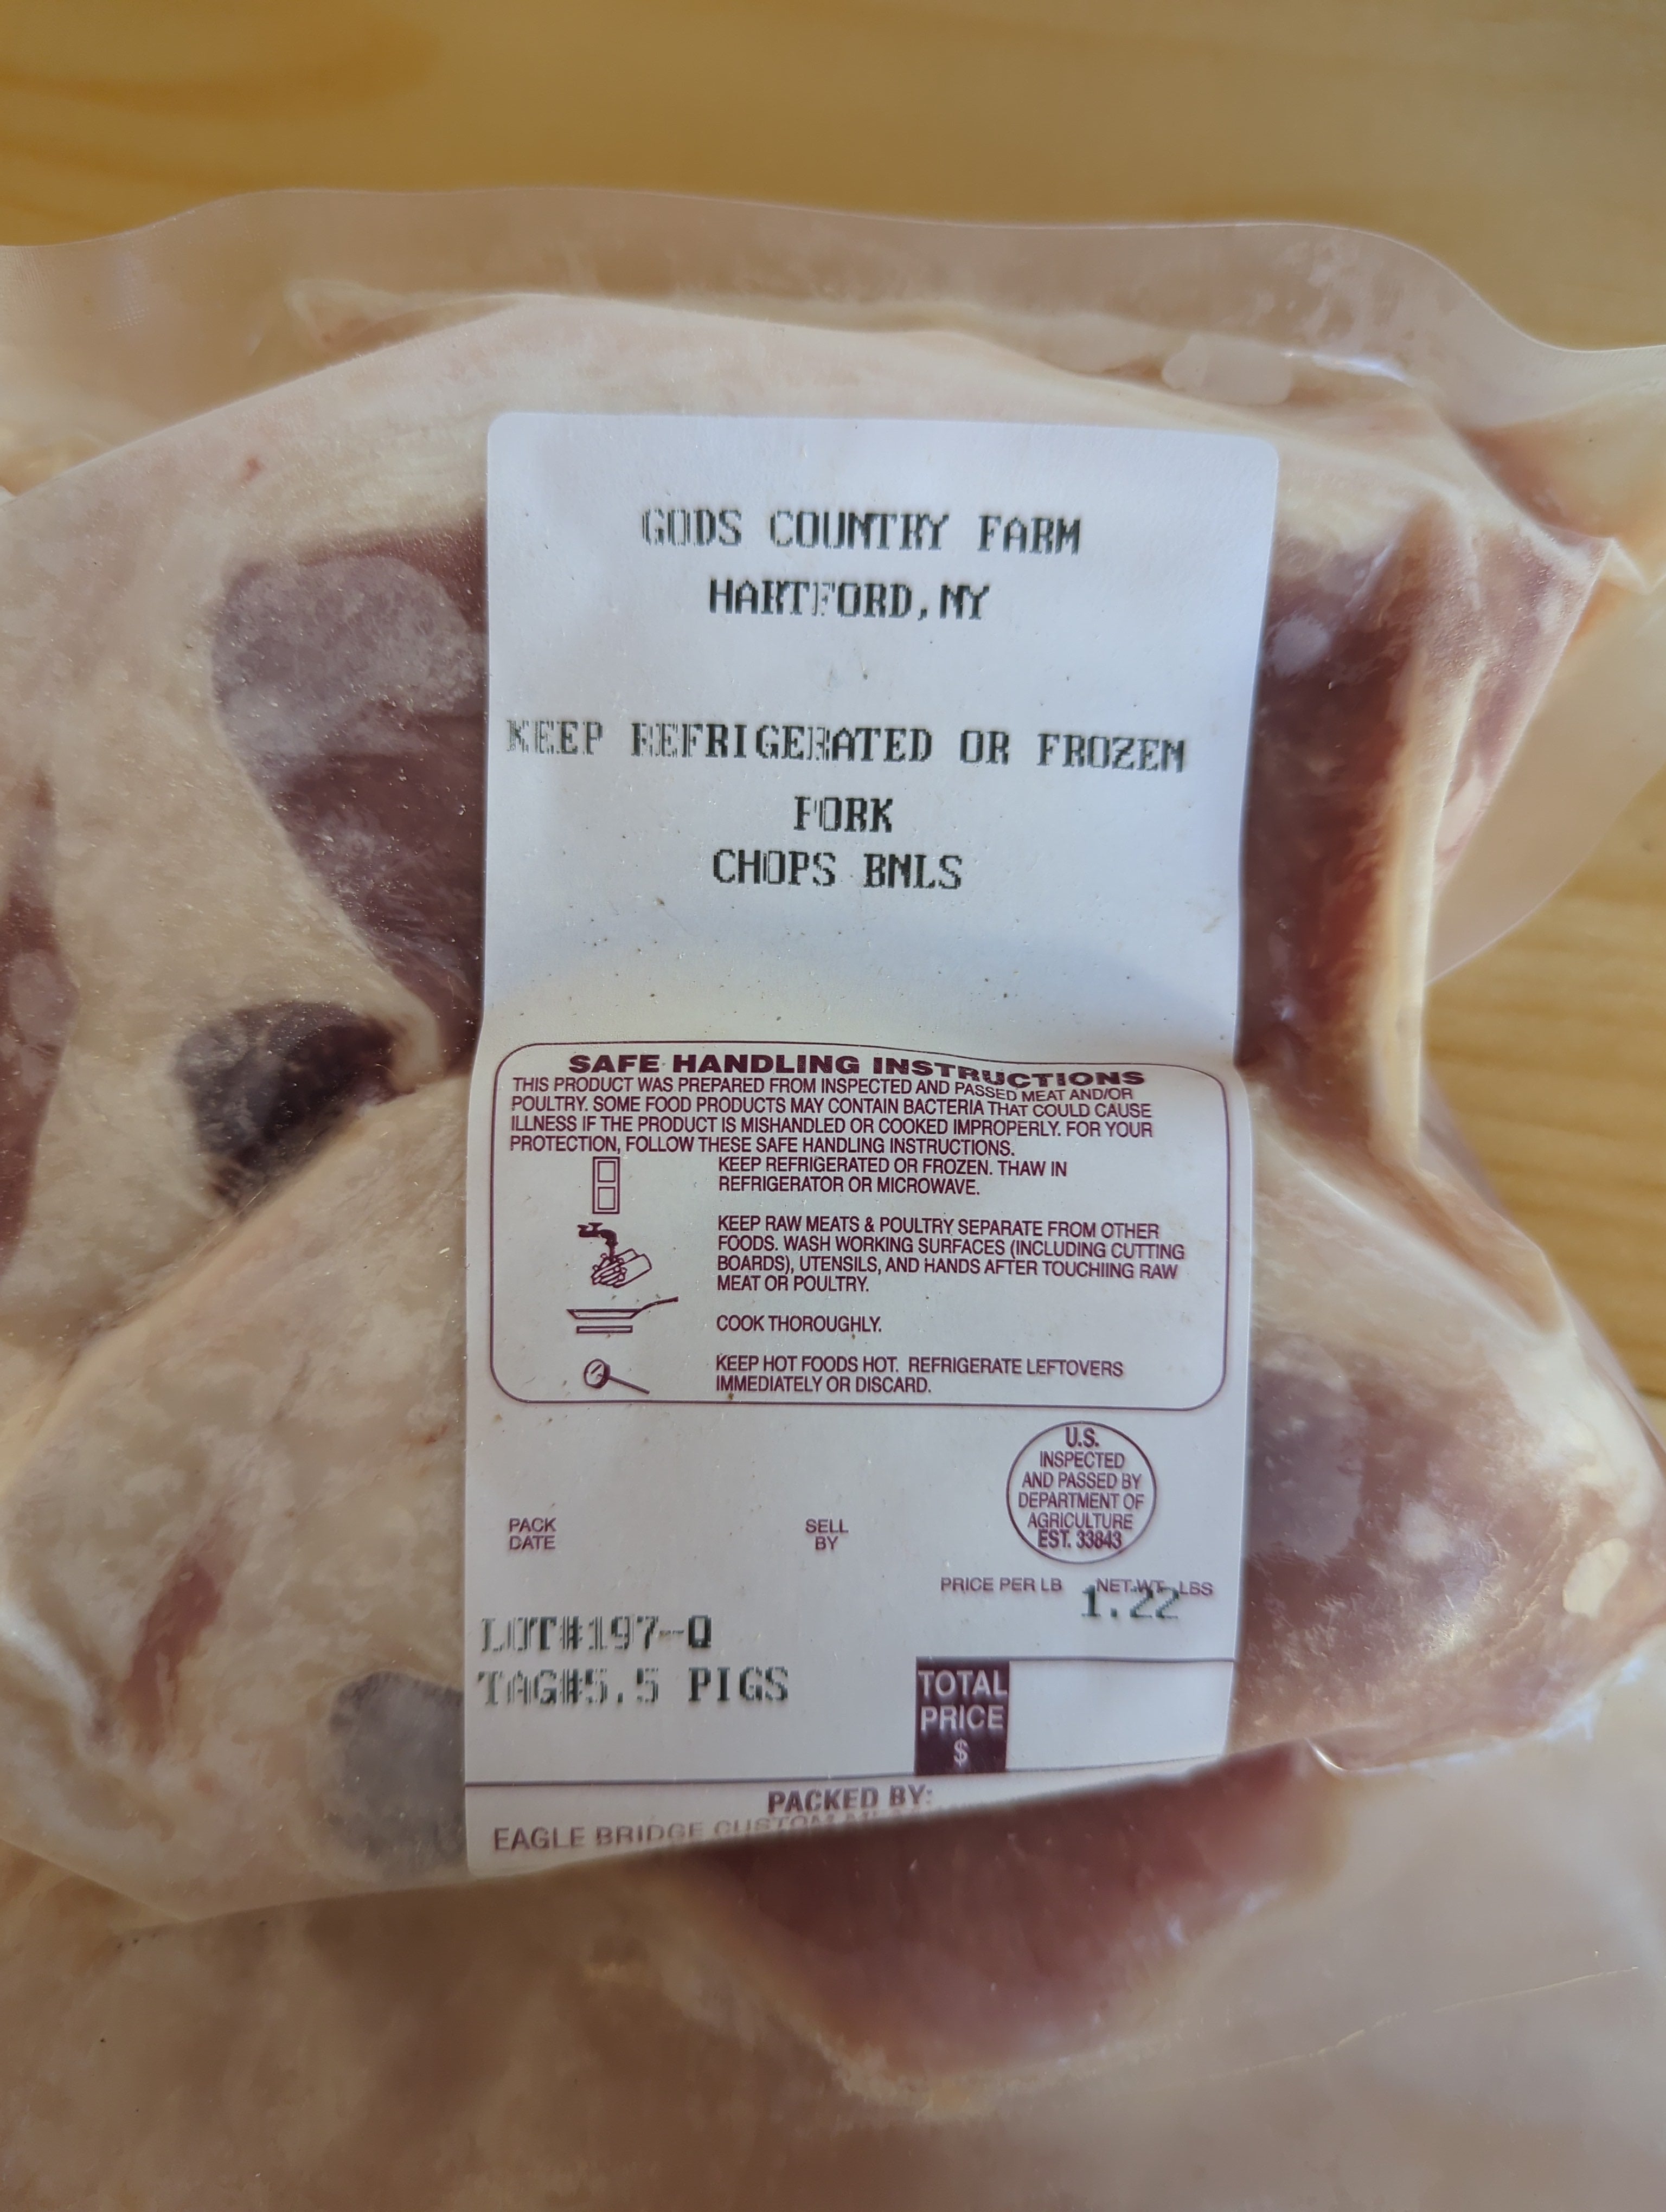 GODS COUNTRY FARM
HARTFORD, NY
KEEP REFRIGERATED OR FROZEN
PORK
CHOPS BNLS
SAFE HANDLING INSTRUCTIONS
THIS PRODUCT WAS PREPARED FROM INSPECTED AND PASSED MEAT AND/OR
POULTRY. SOME FOOD PRODUCTS MAY CONTAIN BACTERIA THAT COULD CAUSE
ILLNESS IF THE PRODUCT IS MISHANDLED OR COOKED IMPROPERLY. FOR YOUR
PROTECTION, FOLLOW THESE SAFE HANDLING INSTRUCTIONS.
KEEP REFRIGERATED OR FROZEN. THAW IN
REFRIGERATOR OR MICROWAVE.
KEEP RAW MEATS & POULTRY SEPARATE FROM OTHER
FOODS. WASH WORKING SURFACES (INCLUDING CUTTING
BOARDS), UTENSILS, AND HANDS AFTER TOUCHIING RAW
MEAT OR POULTRY.
COOK THOROUGHLY.
KEEP HOT FOODS HOT. REFRIGERATE LEFTOVERS
IMMEDIATELY OR DISCARD.
U.S.
INSPECTED
AND PASSED BY
DEPARTMENT OF
AGRICULTURE
EST. 33843
PACK
DATE
SELL
BY
PRICE PER LB NET WT. LBS
1.22
LOT#197-Q
TAG#5.5 PIGS
TOTAL
PRICE
$
PACKED BY:
EAGLE BRIDGE CUSTOM